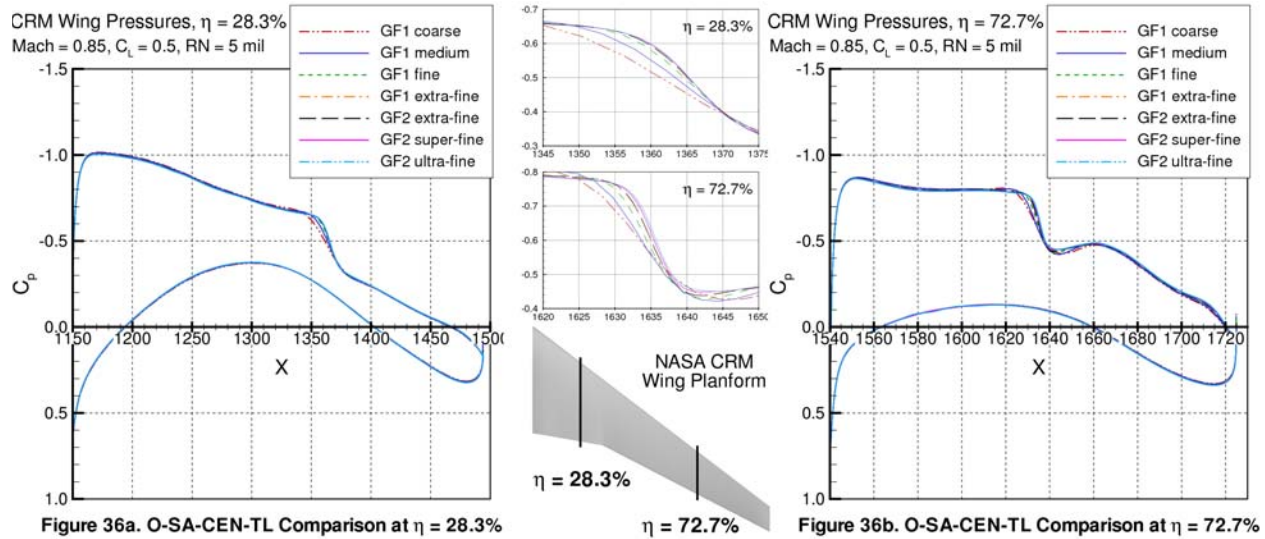 CRM Wing Pressures, η = 28.3%
Mach = 0.85, C_L = 0.5, RN = 5 mil
GF1 coarse
GF1 medium
GF1 fine
GF1 extra-fine
GF2 extra-fine
GF2 super-fine
GF2 ultra-fine
-1.5
-1.0
-0.5
0.0
0.5
1.0
C_p
1150 1200 1250 1300 1350 1400 1450 1500
X
Figure 36a. O-SA-CEN-TL Comparison at η = 28.3%
η = 28.3%
-0.7
-0.6
-0.5
-0.4
-0.3
1345 1350 1355 1360 1365 1370 1375
η = 72.7%
-0.8
-0.7
-0.6
-0.5
-0.4
1620 1625 1630 1635 1640 1645 1650
NASA CRM
Wing Planform
η = 28.3%
η = 72.7%
CRM Wing Pressures, η = 72.7%
Mach = 0.85, C_L = 0.5, RN = 5 mil
GF1 coarse
GF1 medium
GF1 fine
GF1 extra-fine
GF2 extra-fine
GF2 super-fine
GF2 ultra-fine
-1.5
-1.0
-0.5
0.0
0.5
1.0
C_p
1540 1560 1580 1600 1620 1640 1660 1680 1700 1720
X
Figure 36b. O-SA-CEN-TL Comparison at η = 72.7%